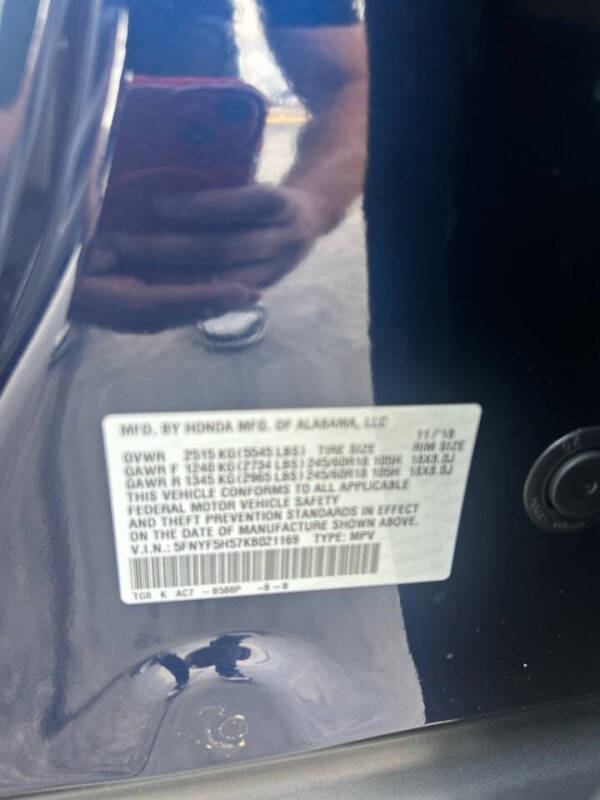 MFD. BY HONDA MFG. OF ALABAMA, LLC 11/'18
GVWR 2515 KG (5545 LBS) TIRE SIZE RIM SIZE
GAWR F 1240 KG (2734 LBS) 245/60R18 105H 18X8.0J
GAWR R 1345 KG (2965 LBS) 245/60R18 105H 18X8.0J
THIS VEHICLE CONFORMS TO ALL APPLICABLE
FEDERAL MOTOR VEHICLE SAFETY
AND THEFT PREVENTION STANDARDS IN EFFECT
ON THE DATE OF MANUFACTURE SHOWN ABOVE.
V.I.N.: 5FNYF5H57KB021169 TYPE: MPV
TG8 K AC7 -B588P -B-B